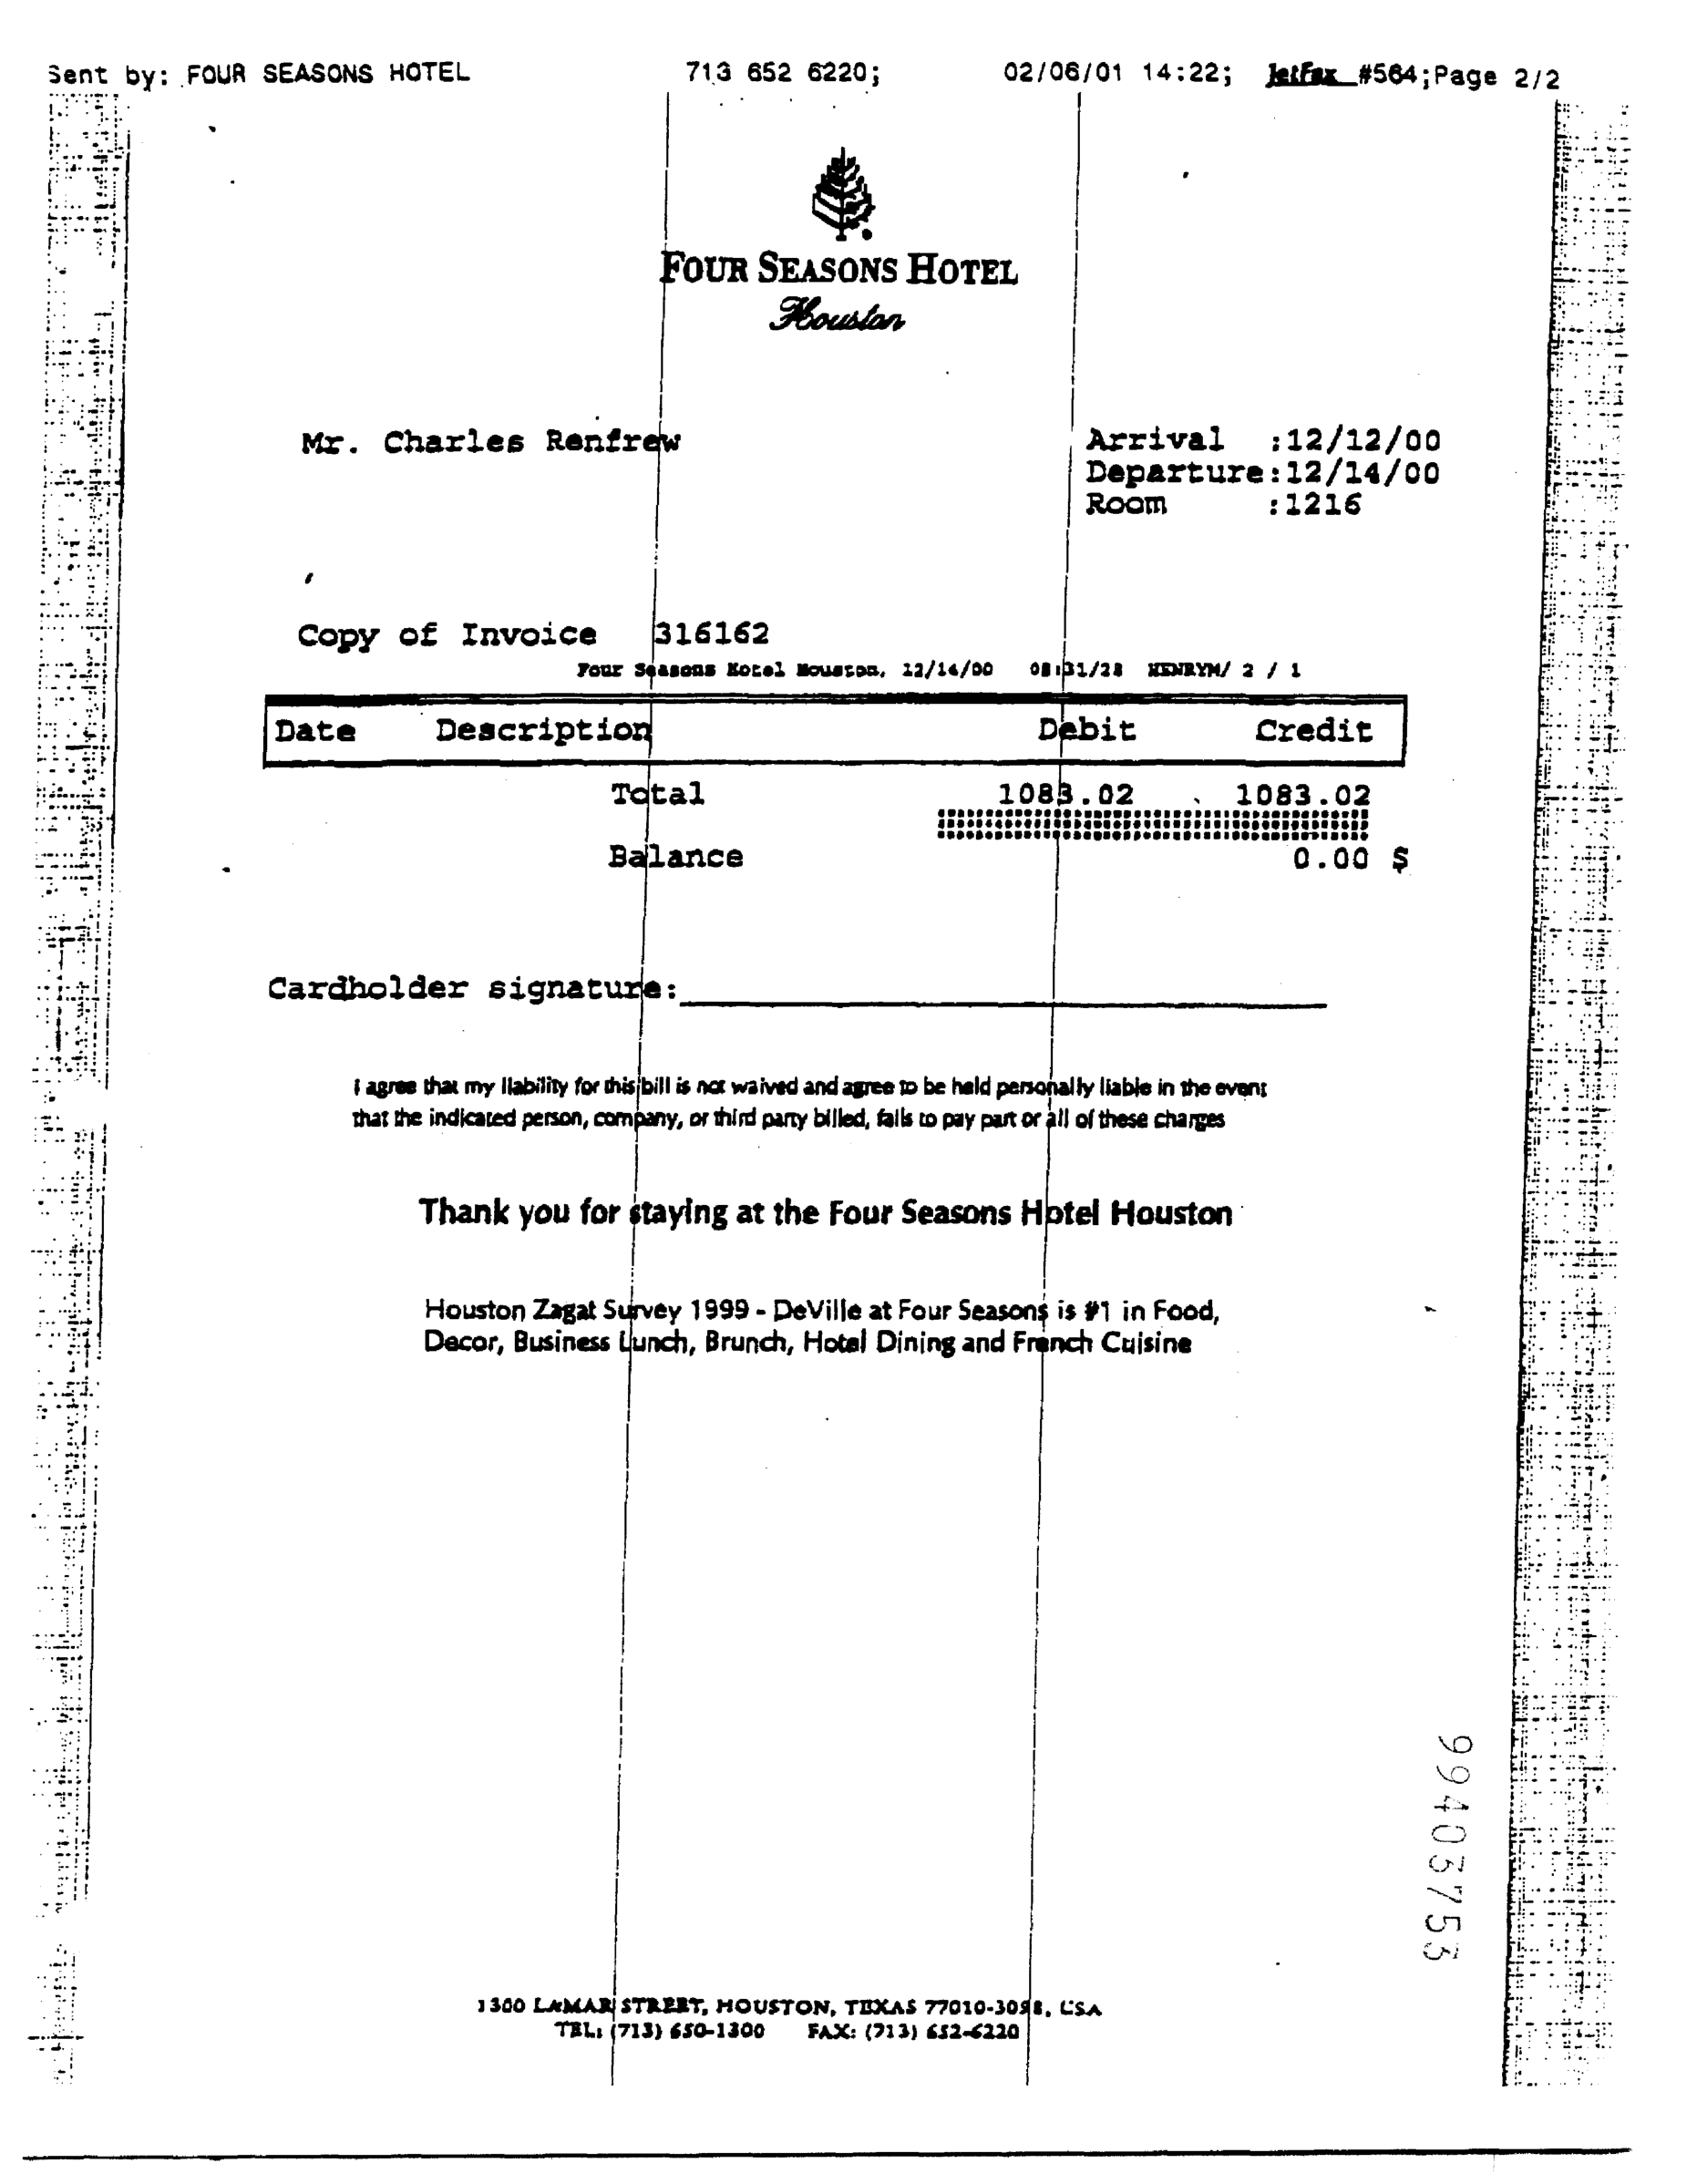 Sent by: FOUR SEASONS HOTEL 713 652 6220; 02/06/01 14:22; JetFax #564;Page 2/2
FOUR SEASONS HOTEL
Houston
Mr. Charles Renfrew
Arrival :12/12/00
Departure:12/14/00
Room :1216
Copy of Invoice 316162
Four Seasons Hotel Houston, 12/14/00 08:31/28 HENRYM/ 2 / 1
Date Description Debit Credit
Total 1083.02 1083.02
Balance 0.00 $
Cardholder signature:
I agree that my liability for this bill is not waived and agree to be held personally liable in the event
that the indicated person, company, or third party billed, fails to pay part or all of these charges
Thank you for staying at the Four Seasons Hotel Houston
Houston Zagat Survey 1999 - DeVille at Four Seasons is #1 in Food,
Decor, Business Lunch, Brunch, Hotel Dining and French Cuisine
99403753
1300 LAMAR STREET, HOUSTON, TEXAS 77010-3098, USA
TEL: (713) 650-1300 FAX: (713) 652-6220